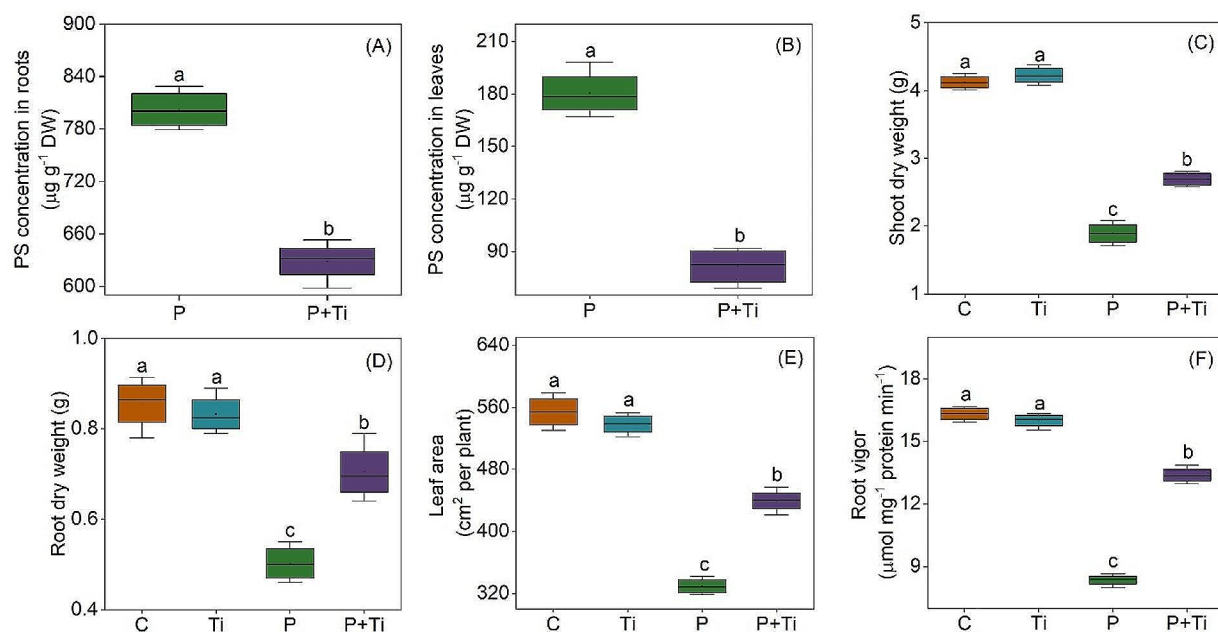 (A)
PS concentration in roots
(μg g⁻¹ DW)
900
840
780
720
660
600
a
b
P
P+Ti
(B)
PS concentration in leaves
(μg g⁻¹ DW)
210
180
150
120
90
a
b
P
P+Ti
(C)
Shoot dry weight (g)
5
4
3
2
1
a
a
c
b
C
Ti
P
P+Ti
(D)
Root dry weight (g)
1.0
0.8
0.6
0.4
a
a
c
b
C
Ti
P
P+Ti
(E)
Leaf area
(cm² per plant)
640
560
480
400
320
a
a
c
b
C
Ti
P
P+Ti
(F)
Root vigor
(μmol mg⁻¹ protein min⁻¹)
18
15
12
9
a
a
c
b
C
Ti
P
P+Ti